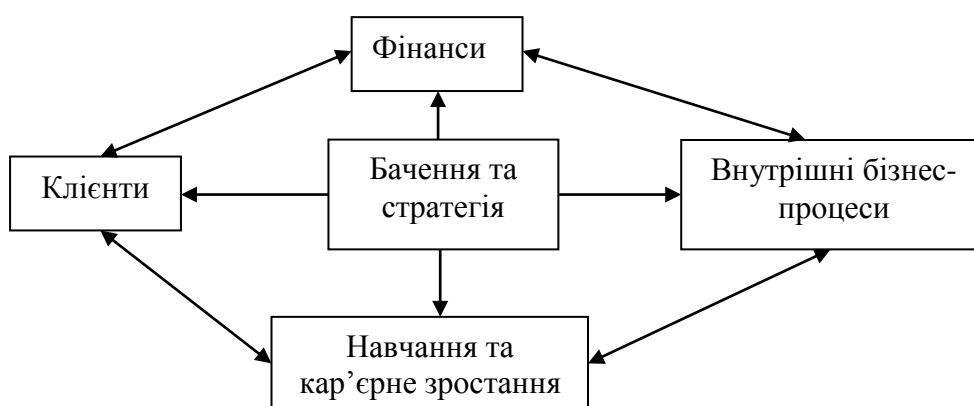 Фінанси
Клієнти
Бачення та
стратегія
Внутрішні бізнес-
процеси
Навчання та
кар’єрне зростання